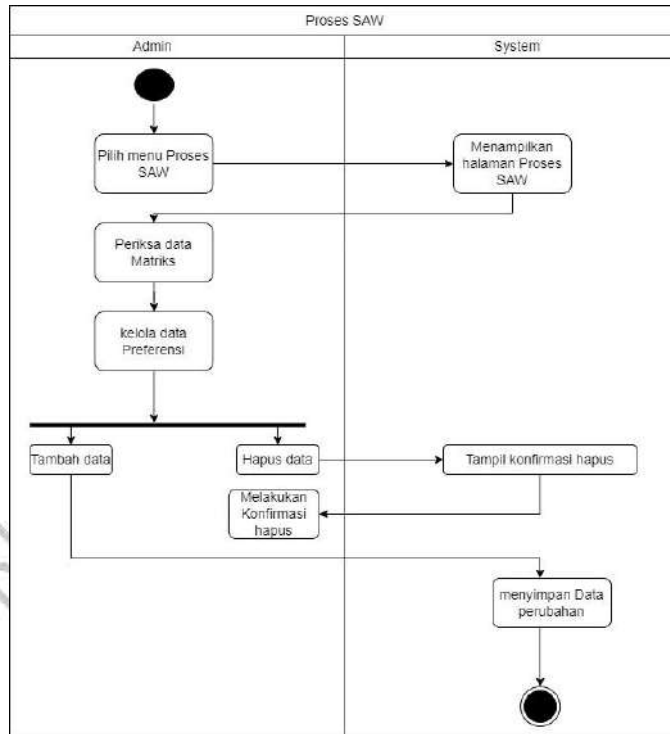 Proses SAW
Admin
System
Pilih menu Proses
SAW
Menampilkan
halaman Proses
SAW
Periksa data
Matriks
kelola data
Preferensi
Tambah data
Hapus data
Tampil konfirmasi hapus
Melakukan
Konfirmasi
hapus
menyimpan Data
perubahan